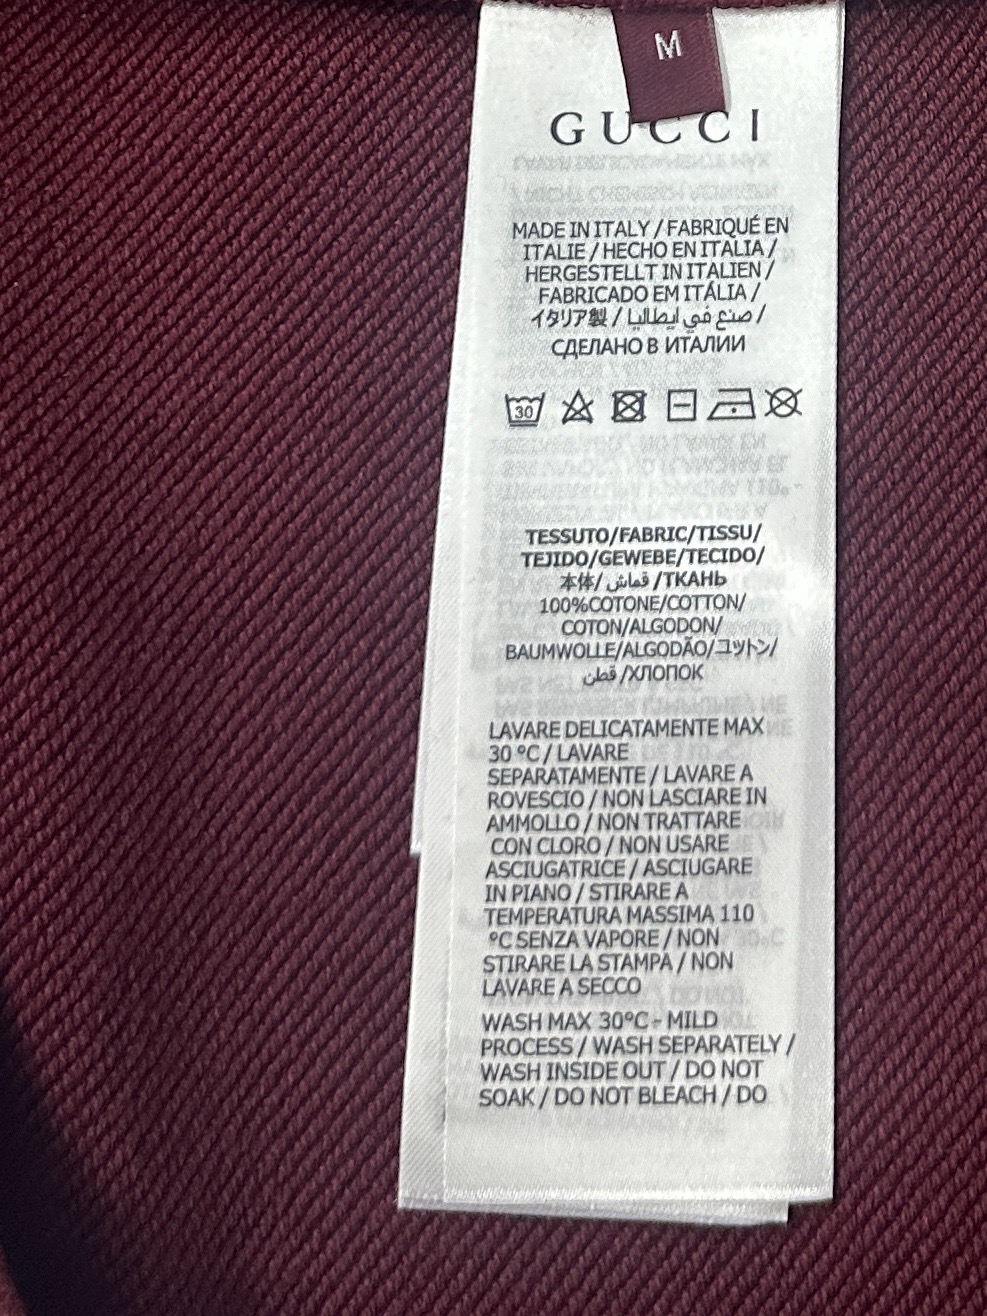 M
GUCCI
MADE IN ITALY / FABRIQUÉ EN
ITALIE / HECHO EN ITALIA /
HERGESTELLT IN ITALIEN /
FABRICADO EM ITÁLIA /
イタリア製 / صنع في ايطاليا /
СДЕЛАНО В ИТАЛИИ
30
TESSUTO/FABRIC/TISSU/
TEJIDO/GEWEBE/TECIDO/
本体/ قماش /ТКАНЬ
100%COTONE/COTTON/
COTON/ALGODON/
BAUMWOLLE/ALGODÃO/コットン/
قطن /ХЛОПОК
LAVARE DELICATAMENTE MAX
30 °C / LAVARE
SEPARATAMENTE / LAVARE A
ROVESCIO / NON LASCIARE IN
AMMOLLO / NON TRATTARE
CON CLORO / NON USARE
ASCIUGATRICE / ASCIUGARE
IN PIANO / STIRARE A
TEMPERATURA MASSIMA 110
°C SENZA VAPORE / NON
STIRARE LA STAMPA / NON
LAVARE A SECCO
WASH MAX 30°C - MILD
PROCESS / WASH SEPARATELY /
WASH INSIDE OUT / DO NOT
SOAK / DO NOT BLEACH / DO